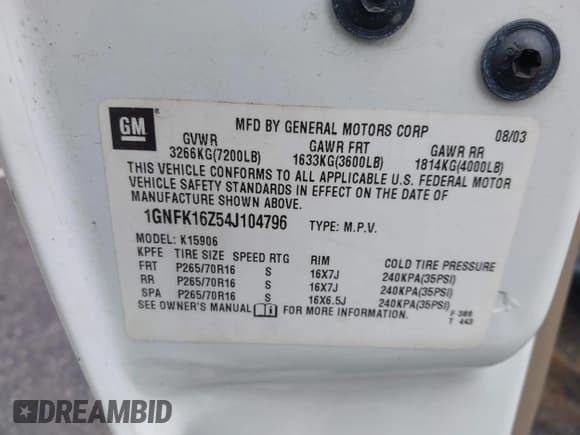 GM ®
MFD BY GENERAL MOTORS CORP 08/03
GVWR GAWR FRT GAWR RR
3266KG(7200LB) 1633KG(3600LB) 1814KG(4000LB)
THIS VEHICLE CONFORMS TO ALL APPLICABLE U.S. FEDERAL MOTOR
VEHICLE SAFETY STANDARDS IN EFFECT ON THE DATE OF
MANUFACTURE SHOWN ABOVE.
1GNFK16Z54J104796 TYPE: M.P.V.
MODEL: K15906
KPFE TIRE SIZE SPEED RTG RIM COLD TIRE PRESSURE
FRT P265/70R16 S 16X7J 240KPA(35PSI)
RR P265/70R16 S 16X7J 240KPA(35PSI)
SPA P265/70R16 S 16X6.5J 240KPA(35PSI)
SEE OWNER'S MANUAL FOR MORE INFORMATION.
F 389
T 443
DREAMBID